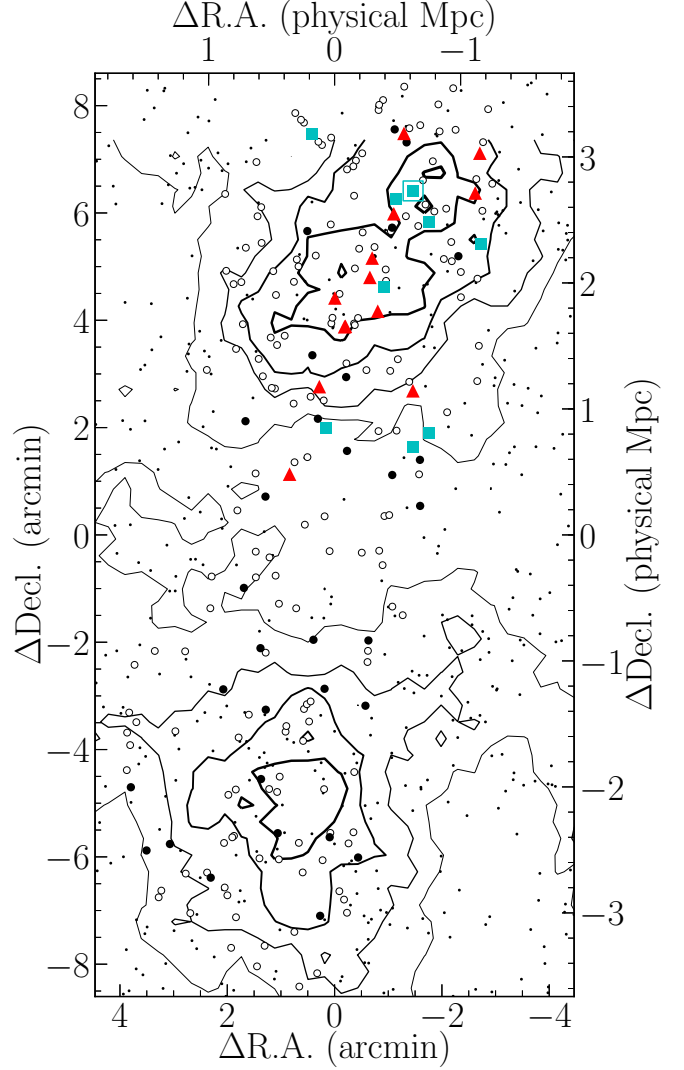 ΔR.A. (physical Mpc)
1 0 −1
8
6
4
2
0
−2
−4
−6
−8
ΔDecl. (arcmin)
3
2
1
0
−1
−2
−3
ΔDecl. (physical Mpc)
4 2 0 −2 −4
ΔR.A. (arcmin)